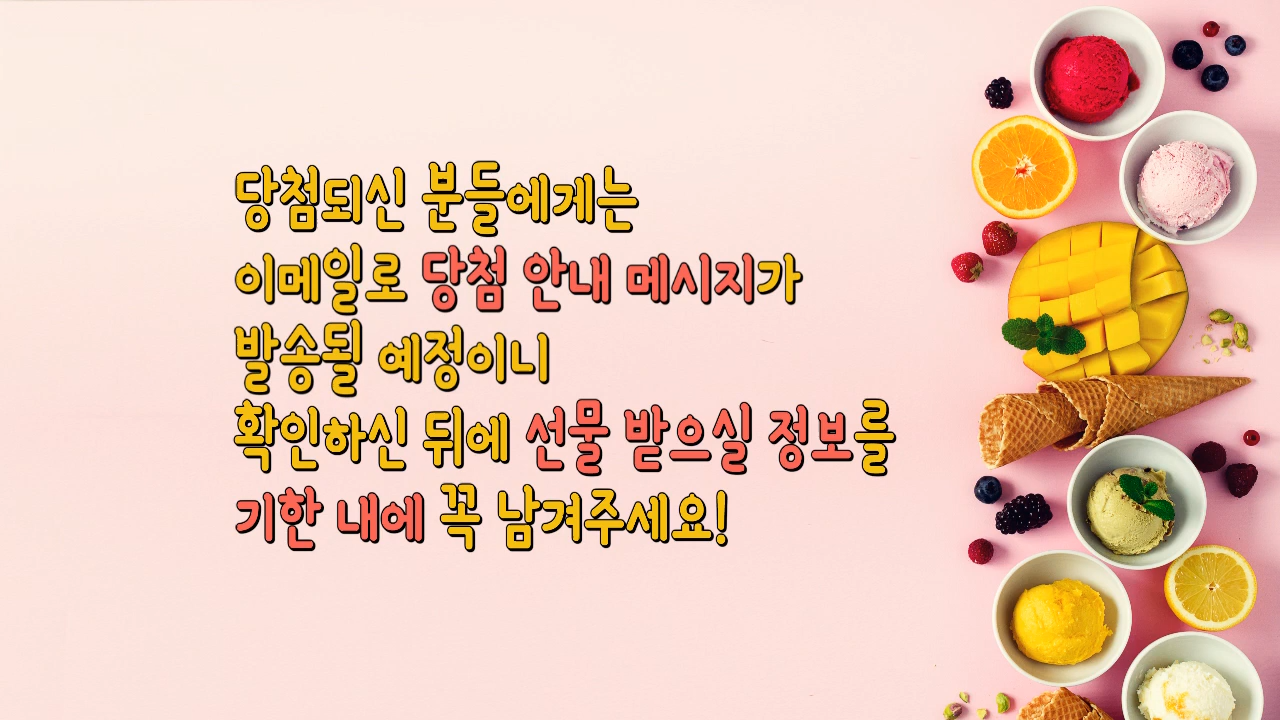 당첨되신 분들에게는
이메일로 당첨 안내 메시지가
발송될 예정이니
확인하신 뒤에 선물 받으실 정보를
기한 내에 꼭 남겨주세요!